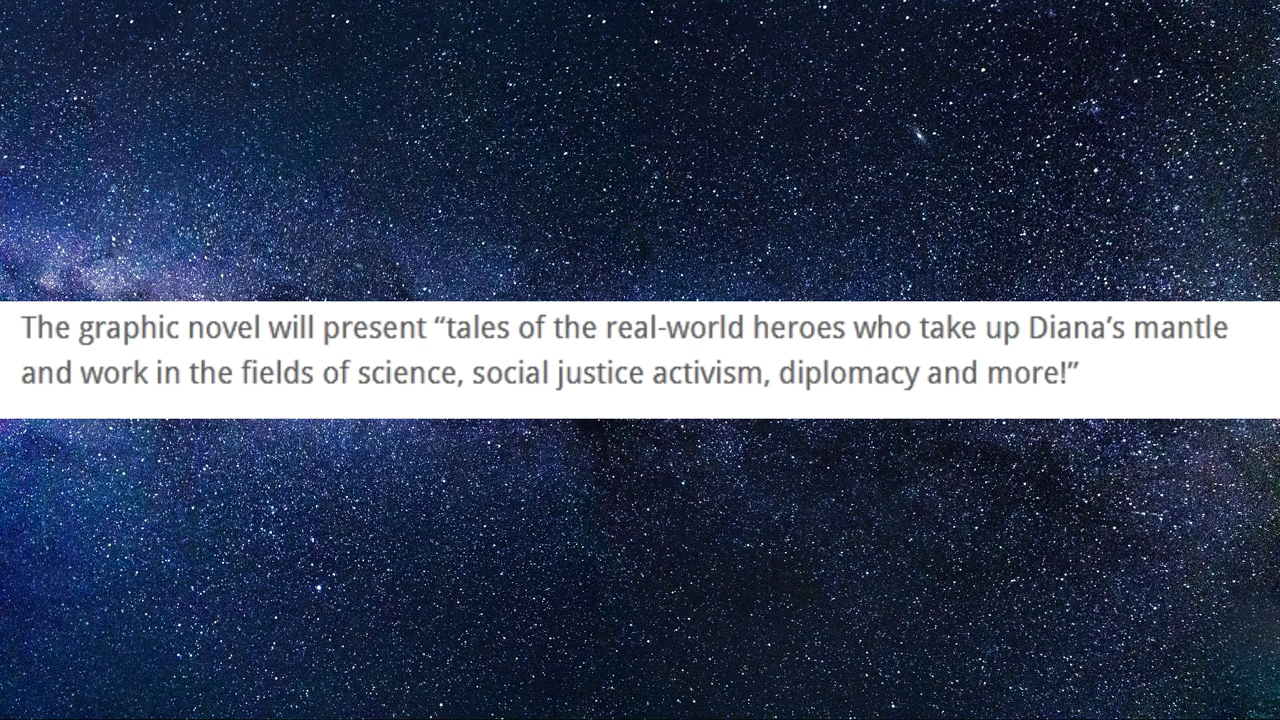 The graphic novel will present “tales of the real-world heroes who take up Diana’s mantle
and work in the fields of science, social justice activism, diplomacy and more!”